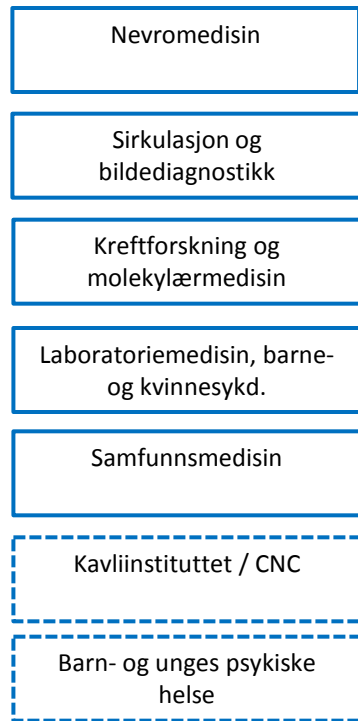 Nevromedisin
Sirkulasjon og
bildediagnostikk
Kreftforskning og
molekylærmedisin
Laboratoriemedisin, barne-
og kvinnesykd.
Samfunnsmedisin
Kavliinstituttet / CNC
Barn- og unges psykiske
helse